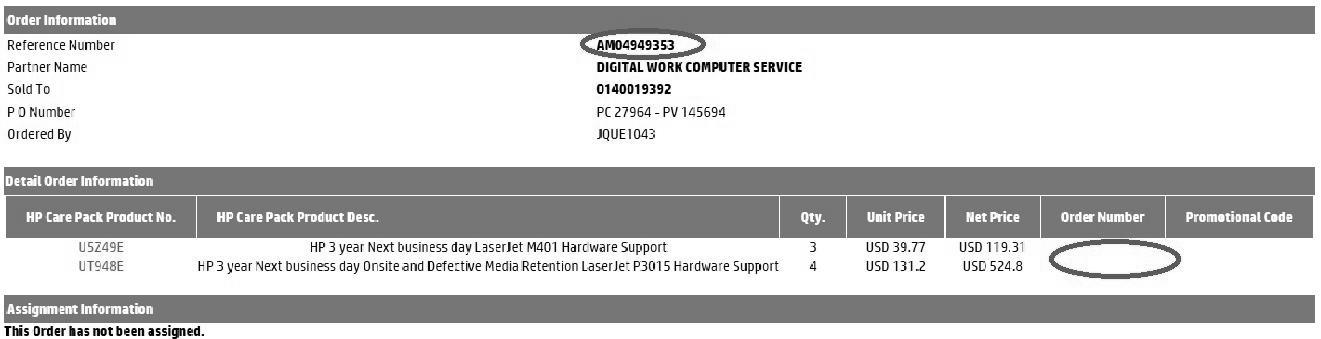 Order Information
Reference Number AM04949353
Partner Name DIGITAL WORK COMPUTER SERVICE
Sold To 0140019392
P O Number PC 27964 - PV 145694
Ordered By JQUE1043
Detail Order Information
HP Care Pack Product No. HP Care Pack Product Desc. Qty. Unit Price Net Price Order Number Promotional Code
U5Z49E HP 3 year Next business day LaserJet M401 Hardware Support 3 USD 39.77 USD 119.31
UT948E HP 3 year Next business day Onsite and Defective Media Retention LaserJet P3015 Hardware Support 4 USD 131.2 USD 524.8
Assignment Information
This Order has not been assigned.